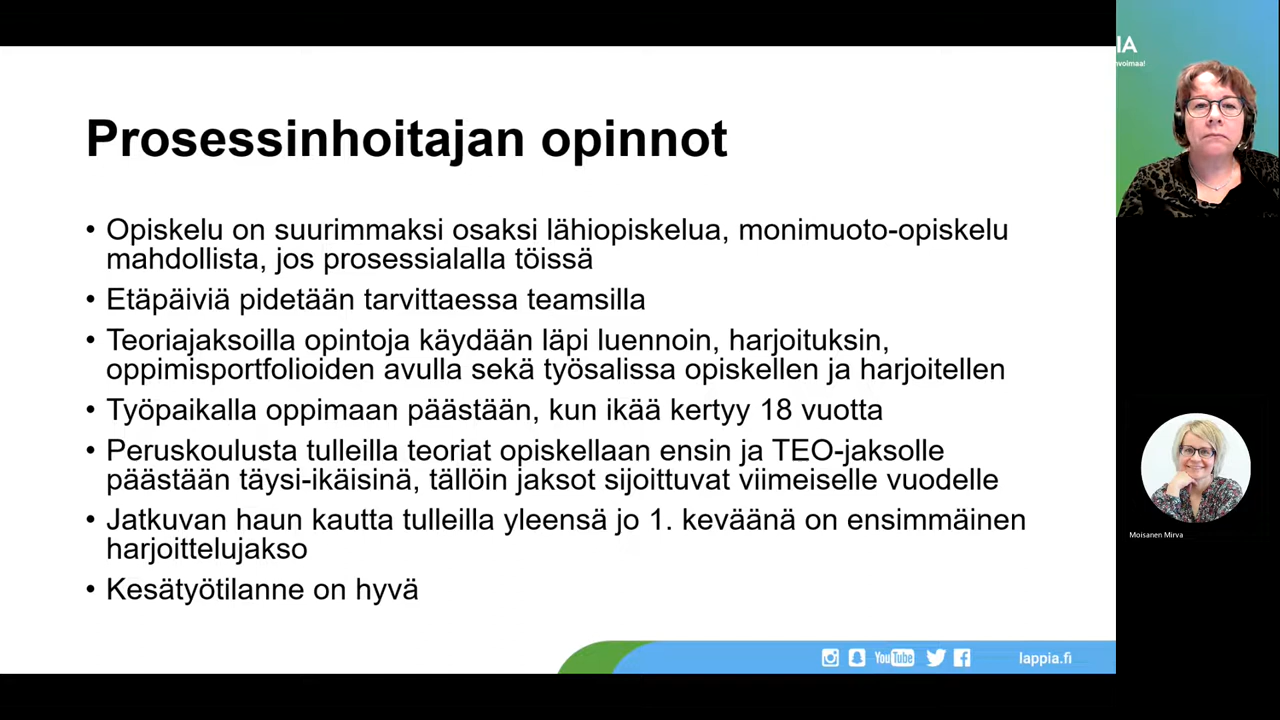 Prosessinhoitajan opinnot
• Opiskelu on suurimmaksi osaksi lähiopiskelua, monimuoto-opiskelu
mahdollista, jos prosessialalla töissä
• Etäpäiviä pidetään tarvittaessa teamsilla
• Teoriajaksoilla opintoja käydään läpi luennoin, harjoituksin,
oppimisportfolioiden avulla sekä työsalissa opiskellen ja harjoitellen
• Työpaikalla oppimaan päästään, kun ikää kertyy 18 vuotta
• Peruskoulusta tulleilla teoriat opiskellaan ensin ja TEO-jaksolle
päästään täysi-ikäisinä, tällöin jaksot sijoittuvat viimeiselle vuodelle
• Jatkuvan haun kautta tulleilla yleensä jo 1. keväänä on ensimmäinen
harjoittelujakso
• Kesätyötilanne on hyvä
YouTube
lappia.fi
IA
nvoimaa!
Moisanen Mirva